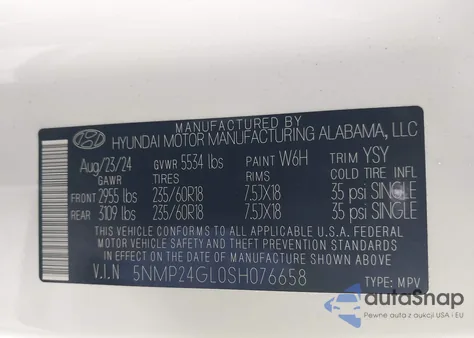 MANUFACTURED BY
HYUNDAI MOTOR MANUFACTURING ALABAMA, LLC
Aug/23/24 GVWR 5534 lbs PAINT W6H TRIM YSY
GAWR TIRES RIMS COLD TIRE INFL
FRONT 2955 lbs 235/60R18 7.5JX18 35 psi SINGLE
REAR 3109 lbs 235/60R18 7.5JX18 35 psi SINGLE
THIS VEHICLE CONFORMS TO ALL APPLICABLE U.S. FEDERAL
MOTOR VEHICLE SAFETY AND THEFT PREVENTION STANDARDS
IN EFFECT ON THE DATE OF MANUFACTURE SHOWN ABOVE.
V.I.N 5NMP24GL0SH076658 TYPE: MPV
autoSnap
Pewne auta z aukcji USA i EU